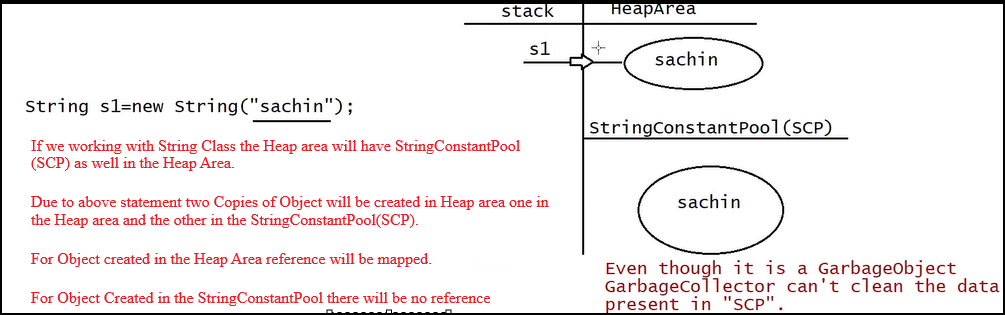 stack
HeapArea
s1
sachin
String s1=new String("sachin");
StringConstantPool(SCP)
If we working with String Class the Heap area will have StringConstantPool
(SCP) as well in the Heap Area.
Due to above statement two Copies of Object will be created in Heap area one in
the Heap area and the other in the StringConstantPool(SCP).
For Object created in the Heap Area reference will be mapped.
For Object Created in the StringConstantPool there will be no reference
sachin
Even though it is a GarbageObject
GarbageCollector can't clean the data
present in "SCP".